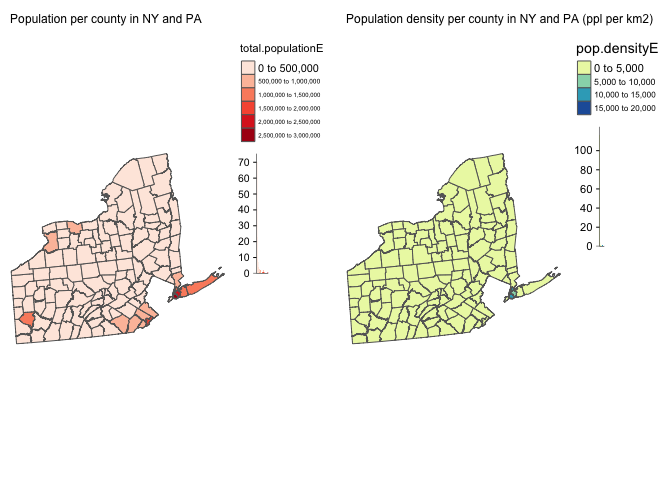 Population per county in NY and PA
total.populationE
0 to 500,000
500,000 to 1,000,000
1,000,000 to 1,500,000
1,500,000 to 2,000,000
2,000,000 to 2,500,000
2,500,000 to 3,000,000
70
60
50
40
30
20
10
0
Population density per county in NY and PA (ppl per km2)
pop.densityE
0 to 5,000
5,000 to 10,000
10,000 to 15,000
15,000 to 20,000
100
80
60
40
20
0